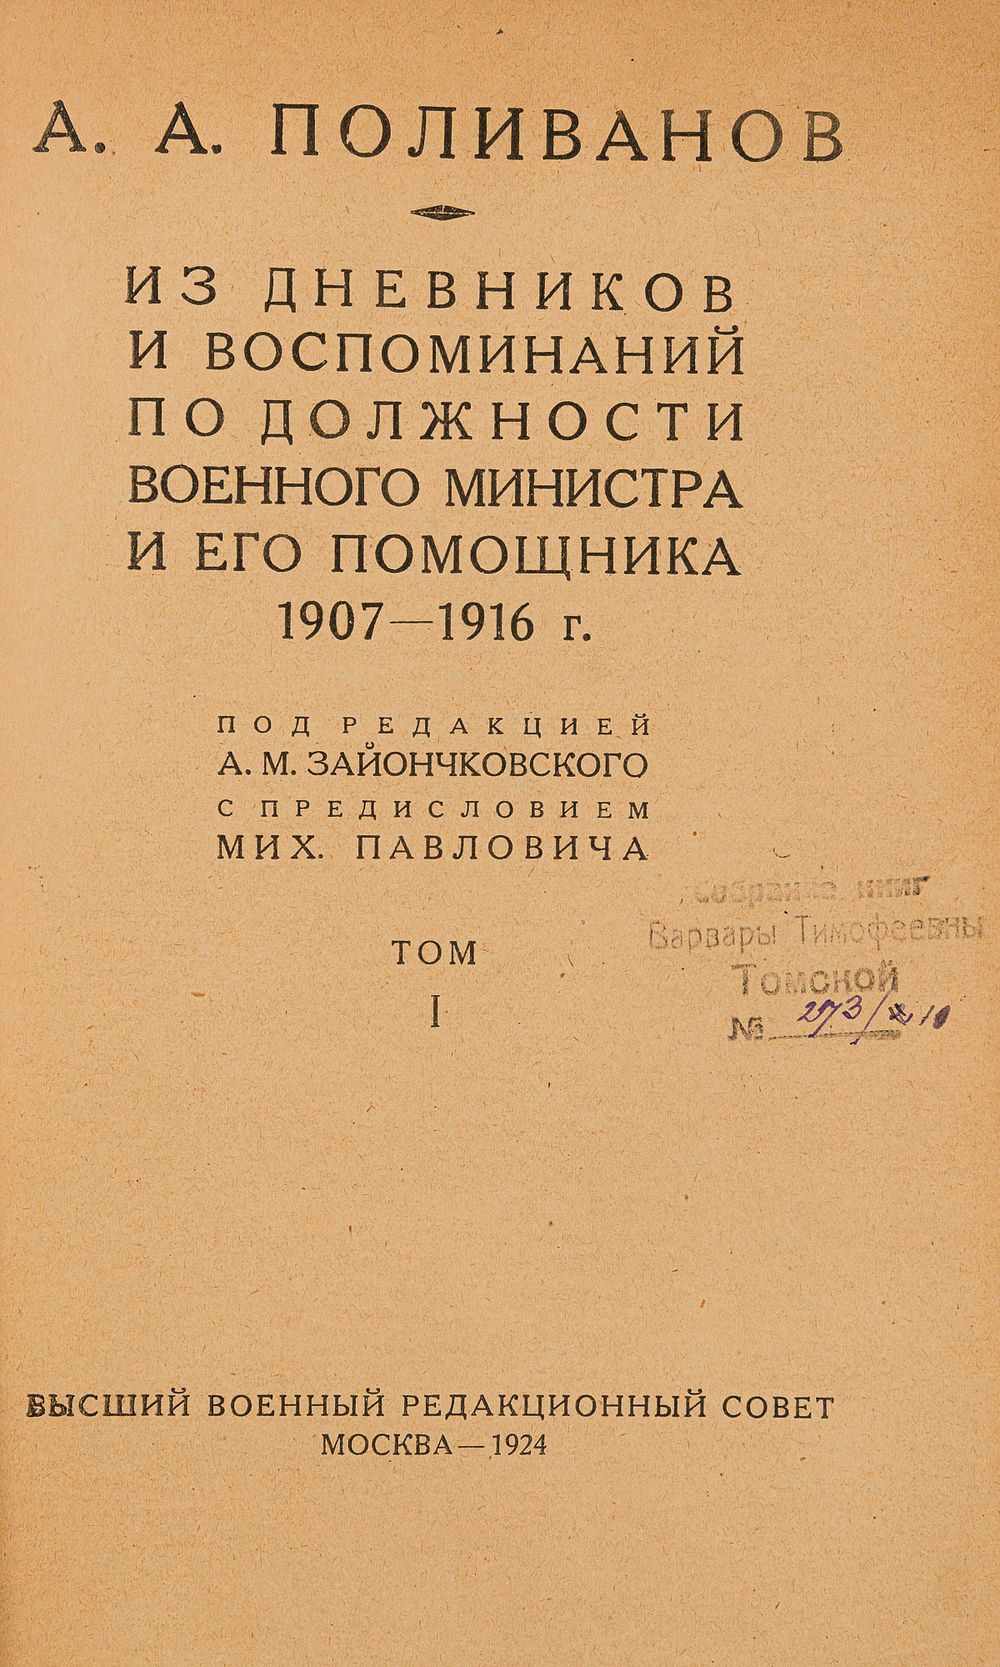 А. А. ПОЛИВАНОВ
ИЗ ДНЕВНИКОВ
И ВОСПОМИНАНИЙ
ПО ДОЛЖНОСТИ
ВОЕННОГО МИНИСТРА
И ЕГО ПОМОЩНИКА
1907—1916 г.
ПОД РЕДАКЦИЕЙ
А. М. ЗАЙОНЧКОВСКОГО
С ПРЕДИСЛОВИЕМ
МИХ. ПАВЛОВИЧА
Собрание книг
Варвары Тимофеевны
Томской
№ 273/
ТОМ
I
ВЫСШИЙ ВОЕННЫЙ РЕДАКЦИОННЫЙ СОВЕТ
МОСКВА—1924